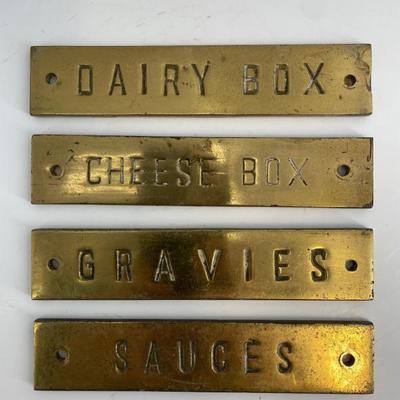 DAIRY BOX
CHEESE BOX
GRAVIES
SAUCES